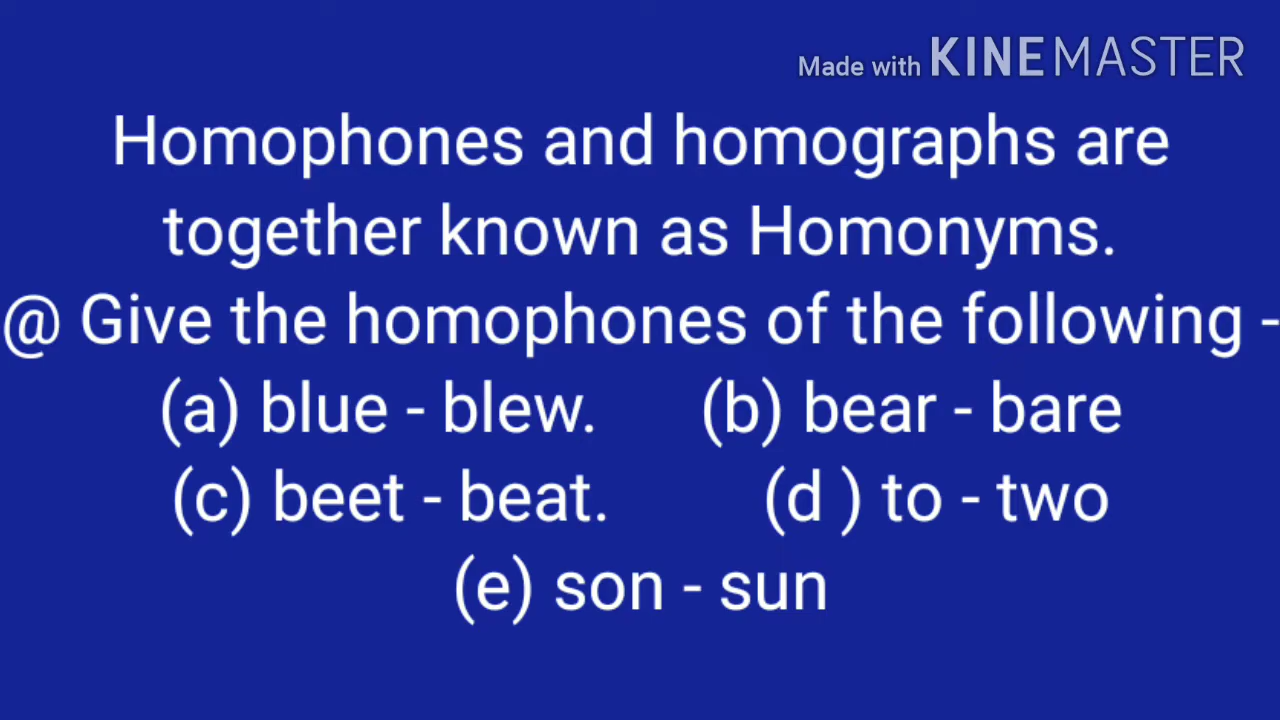 Made with KINEMASTER
Homophones and homographs are
together known as Homonyms.
@ Give the homophones of the following -
(a) blue - blew. (b) bear - bare
(c) beet - beat. (d ) to - two
(e) son - sun